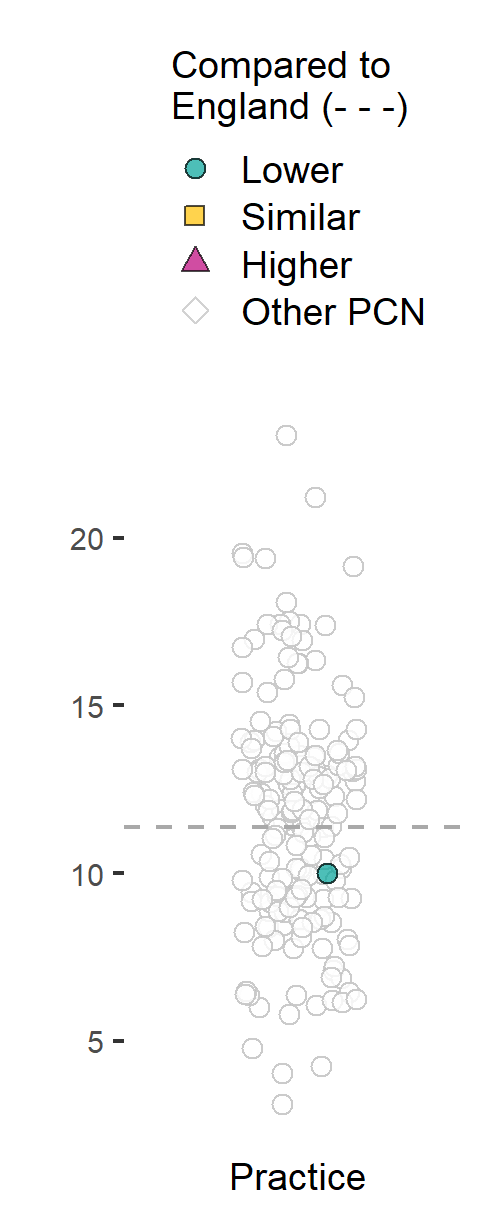 Compared to
England (- - -)
Lower
Similar
Higher
Other PCN
20
15
10
5
Practice